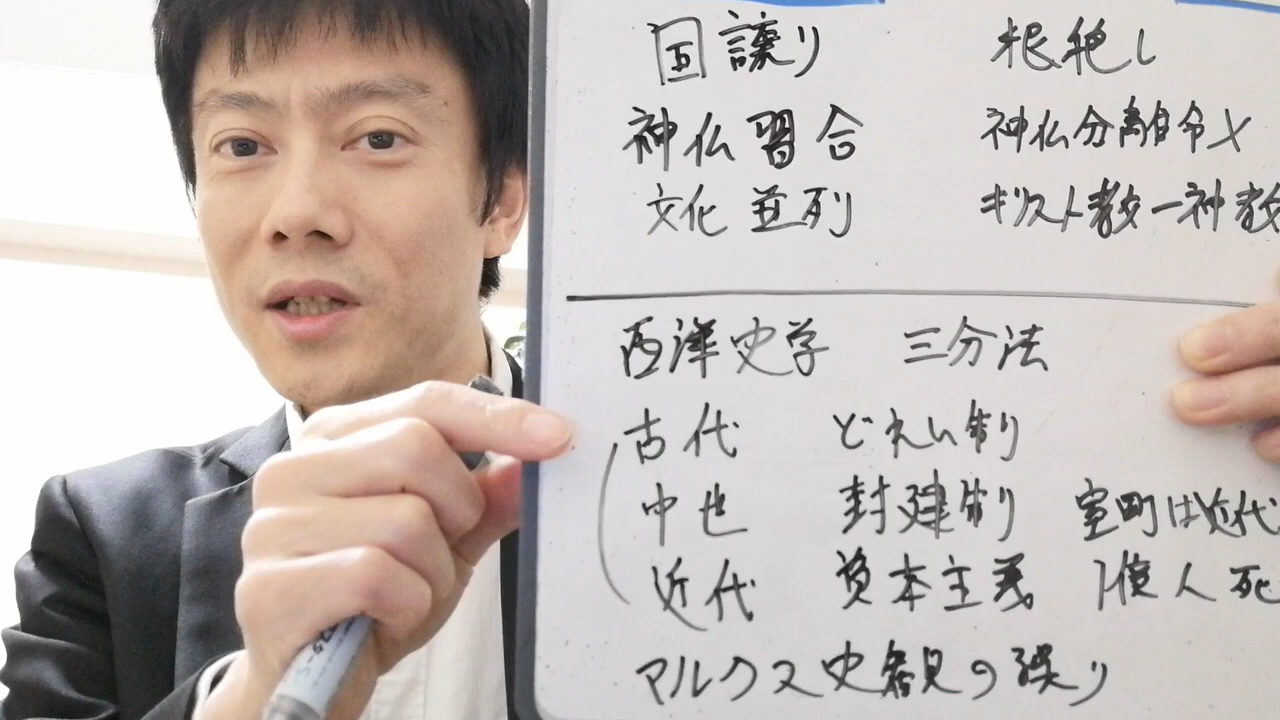 国譲り 根絶し
神仏習合 神仏分離令×
文化並列 キリスト教一神教
西洋史学 三分法
古代 どれい制
中世 封建制 室町は近代
近代 資本主義 1億人死
マルクス史観の誤り